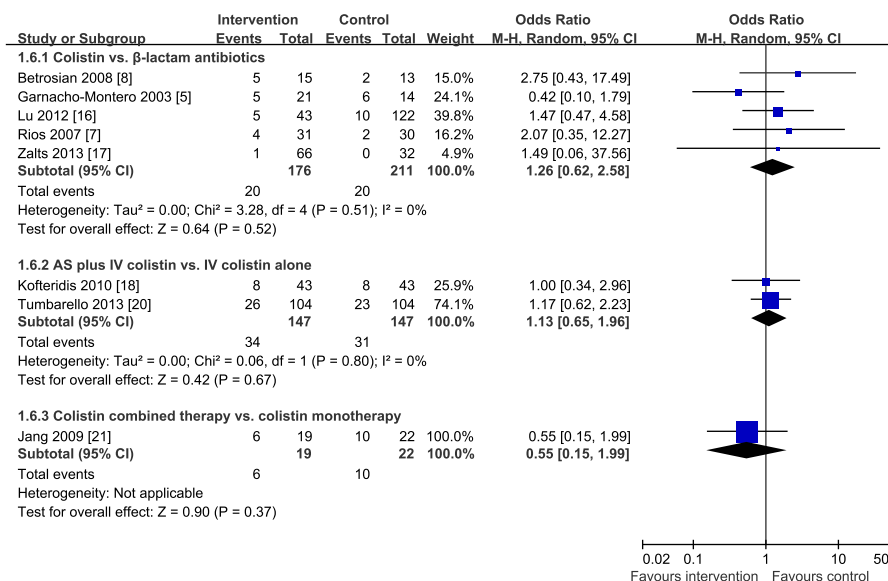 Intervention Control Odds Ratio Odds Ratio
Study or Subgroup Events Total Events Total Weight M-H, Random, 95% CI M-H, Random, 95% CI
1.6.1 Colistin vs. β-lactam antibiotics
Betrosian 2008 [8] 5 15 2 13 15.0% 2.75 [0.43, 17.49]
Garnacho-Montero 2003 [5] 5 21 6 14 24.1% 0.42 [0.10, 1.79]
Lu 2012 [16] 5 43 10 122 39.8% 1.47 [0.47, 4.58]
Rios 2007 [7] 4 31 2 30 16.2% 2.07 [0.35, 12.27]
Zalts 2013 [17] 1 66 0 32 4.9% 1.49 [0.06, 37.56]
Subtotal (95% CI) 176 211 100.0% 1.26 [0.62, 2.58]
Total events 20 20
Heterogeneity: Tau² = 0.00; Chi² = 3.28, df = 4 (P = 0.51); I² = 0%
Test for overall effect: Z = 0.64 (P = 0.52)
1.6.2 AS plus IV colistin vs. IV colistin alone
Kofteridis 2010 [18] 8 43 8 43 25.9% 1.00 [0.34, 2.96]
Tumbarello 2013 [20] 26 104 23 104 74.1% 1.17 [0.62, 2.23]
Subtotal (95% CI) 147 147 100.0% 1.13 [0.65, 1.96]
Total events 34 31
Heterogeneity: Tau² = 0.00; Chi² = 0.06, df = 1 (P = 0.80); I² = 0%
Test for overall effect: Z = 0.42 (P = 0.67)
1.6.3 Colistin combined therapy vs. colistin monotherapy
Jang 2009 [21] 6 19 10 22 100.0% 0.55 [0.15, 1.99]
Subtotal (95% CI) 19 22 100.0% 0.55 [0.15, 1.99]
Total events 6 10
Heterogeneity: Not applicable
Test for overall effect: Z = 0.90 (P = 0.37)
0.02 0.1 1 10 50
Favours intervention Favours control